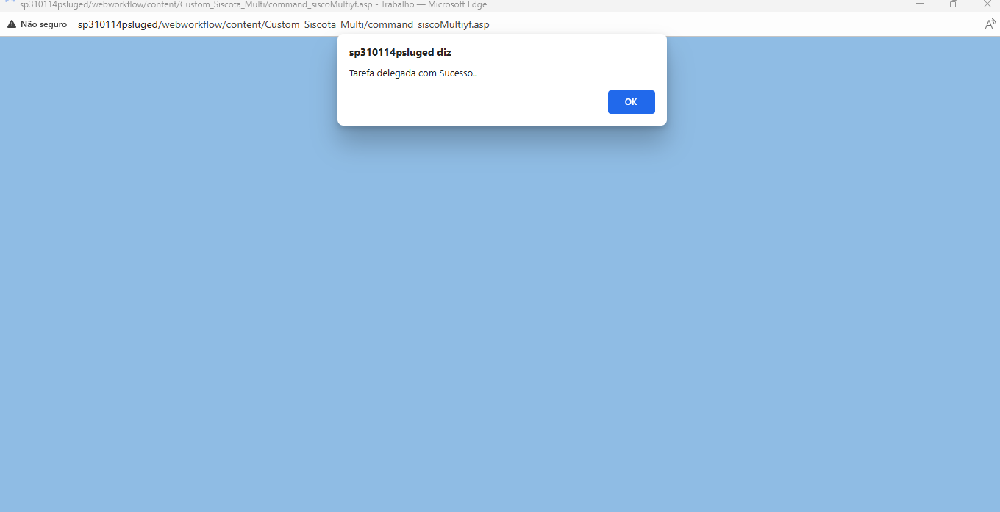 sp310114psluged/webworkflow/content/Custom_Siscota_Multi/command_siscoMultiyf.asp - Trabalho — Microsoft Edge
Não seguro sp310114psluged/webworkflow/content/Custom_Siscota_Multi/command_siscoMultiyf.asp A
sp310114psluged diz
Tarefa delegada com Sucesso..
OK